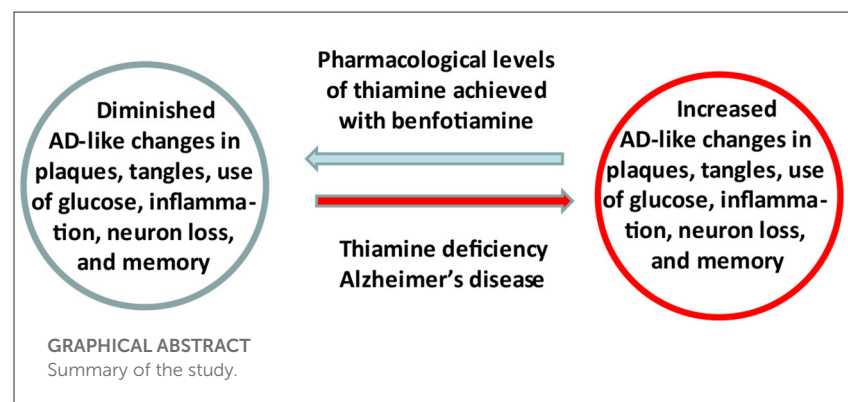 Diminished
AD-like changes in
plaques, tangles, use
of glucose, inflamma-
tion, neuron loss,
and memory
Pharmacological levels
of thiamine achieved
with benfotiamine
Thiamine deficiency
Alzheimer's disease
Increased
AD-like changes in
plaques, tangles, use
of glucose, inflamma-
tion, neuron loss,
and memory
GRAPHICAL ABSTRACT
Summary of the study.